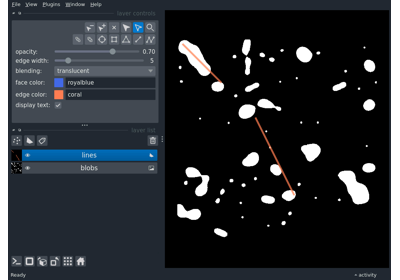 File View Plugins Window Help
layer controls
opacity: 0.70
edge width: 5
blending: translucent
face color: royalblue
edge color: coral
display text:
layer list
lines
blobs
Ready
activity